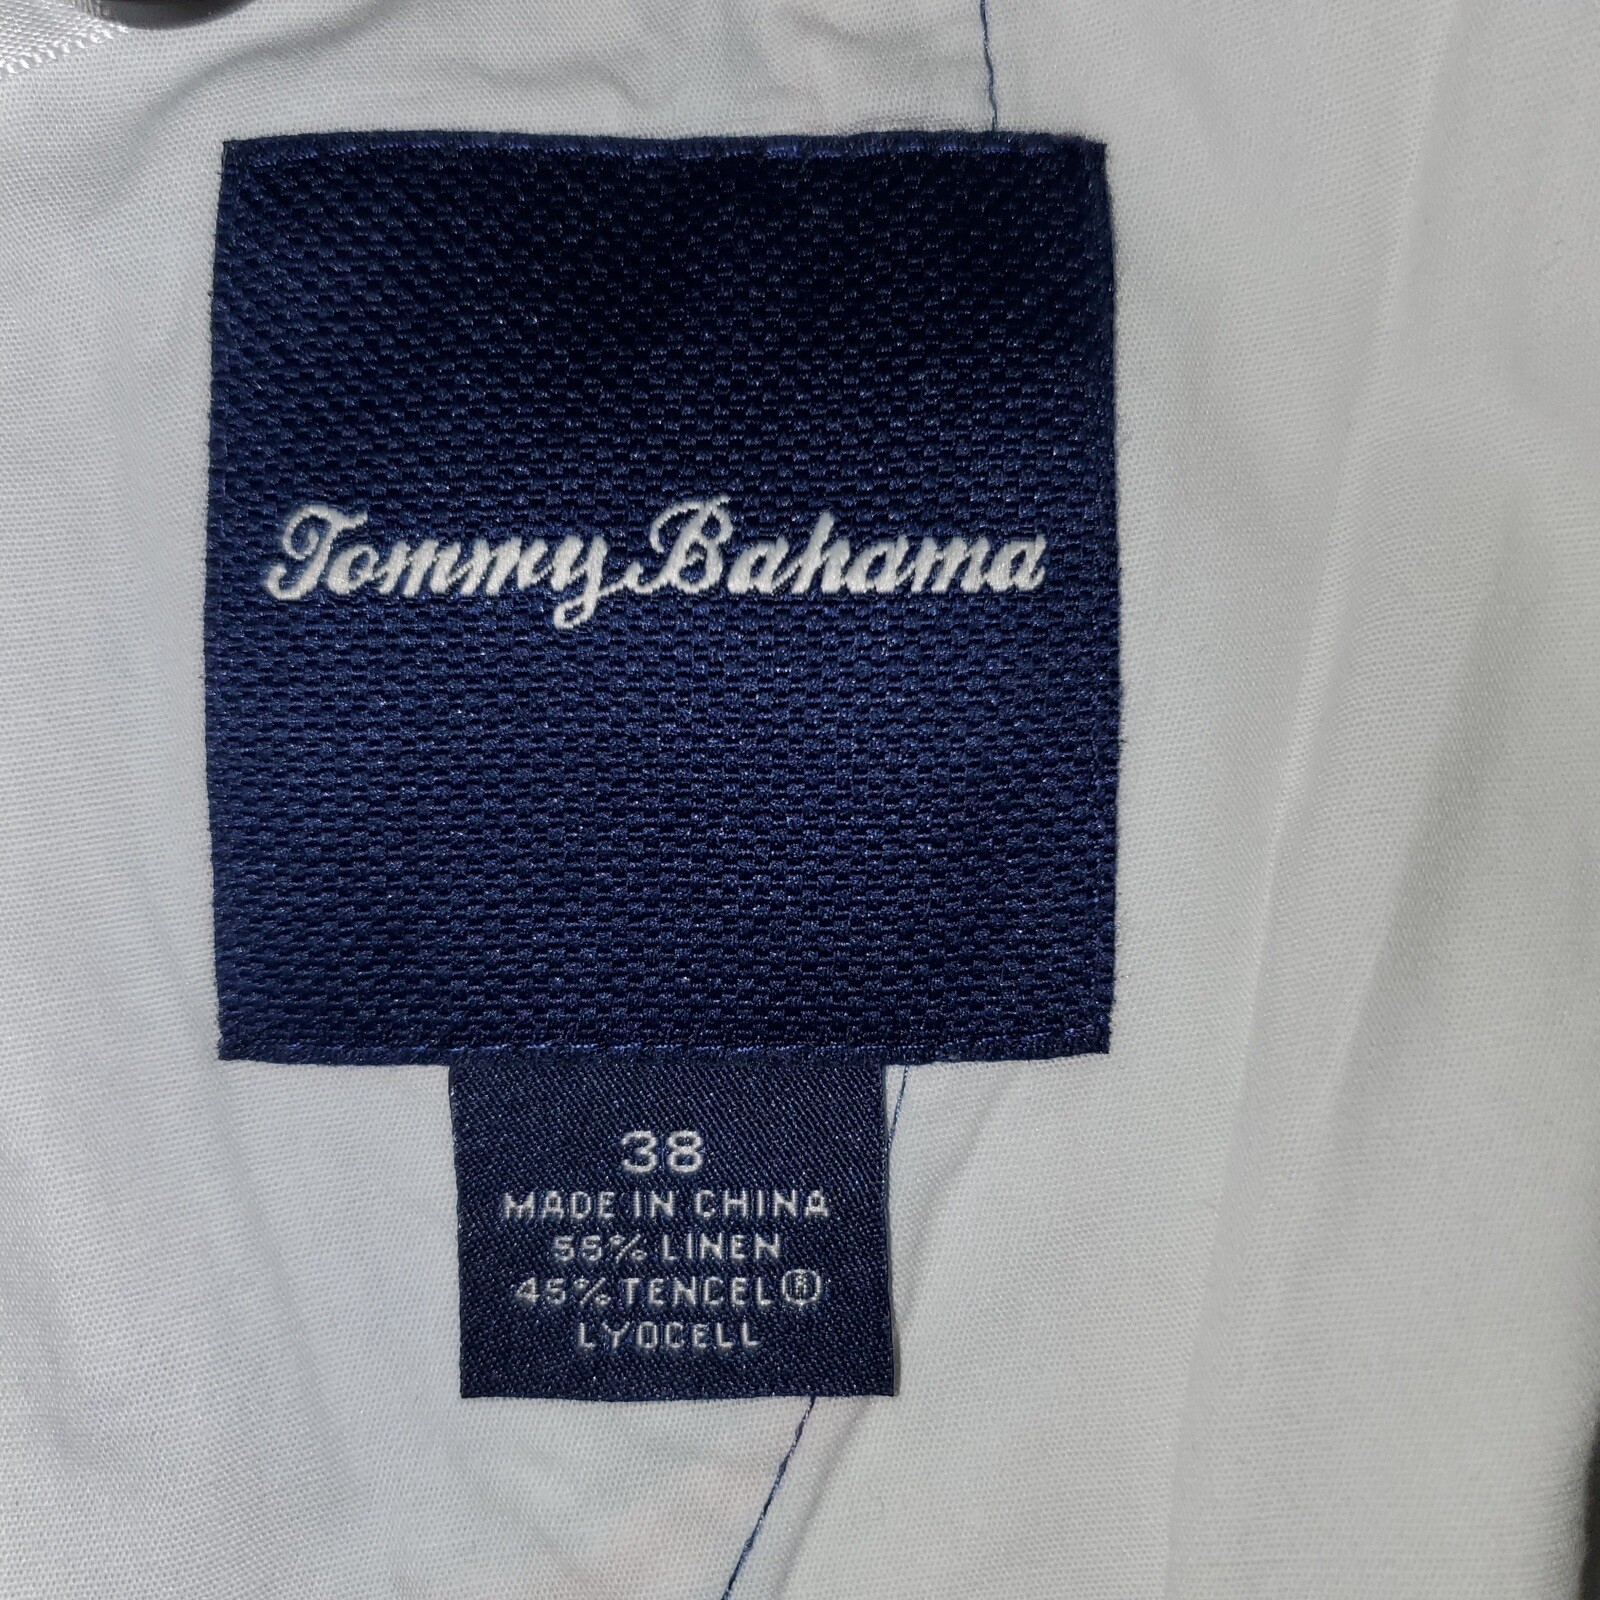 Tommy Bahama
38
MADE IN CHINA
55% LINEN
45% TENCEL®
LYOCELL